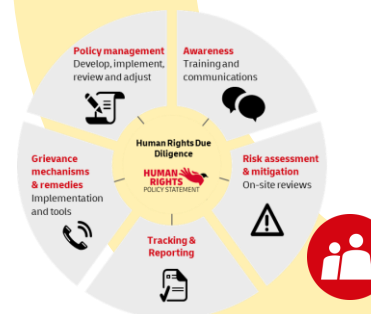 Policy management
Develop, implement,
review and adjust
Awareness
Training and
communications
Human Rights Due
Diligence
HUMAN
RIGHTS
POLICY STATEMENT
Grievance
mechanisms
& remedies
Implementation
and tools
Risk assessment
& mitigation
On-site reviews
Tracking &
Reporting